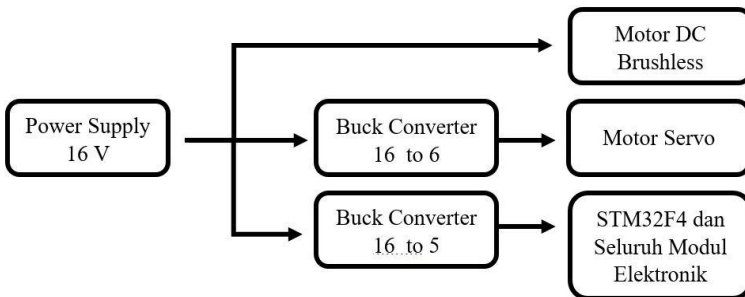 Motor DC
Brushless
Power Supply
16 V
Buck Converter
16 to 6
Motor Servo
Buck Converter
16 to 5
STM32F4 dan
Seluruh Modul
Elektronik